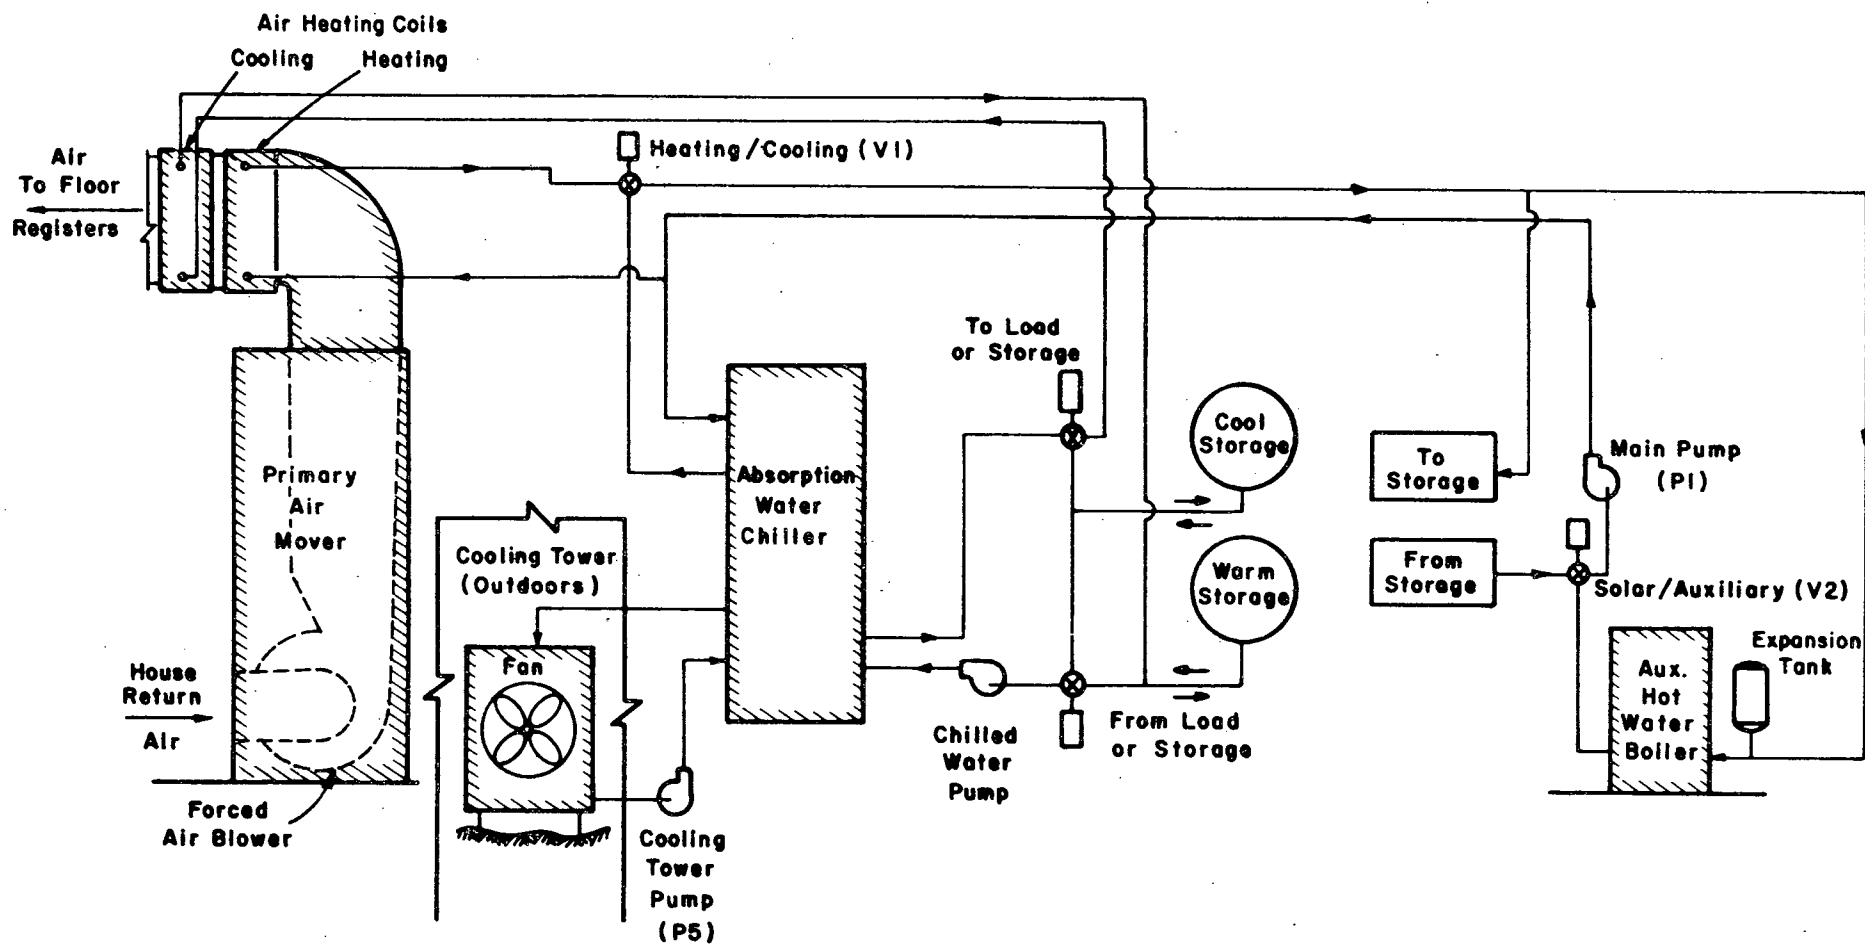 Air Heating Coils
Cooling
Heating
Air
To Floor
Registers
Heating/Cooling (V1)
To Load
or Storage
Cool
Storage
Warm
Storage
To
Storage
From
Storage
Main Pump
(P1)
Solar/Auxiliary (V2)
Expansion
Tank
Aux.
Hot
Water
Boiler
Primary
Air
Mover
Absorption
Water
Chiller
Cooling Tower
(Outdoors)
Fan
House
Return
Air
Forced
Air Blower
Cooling
Tower
Pump
(P5)
Chilled
Water
Pump
From Load
or Storage